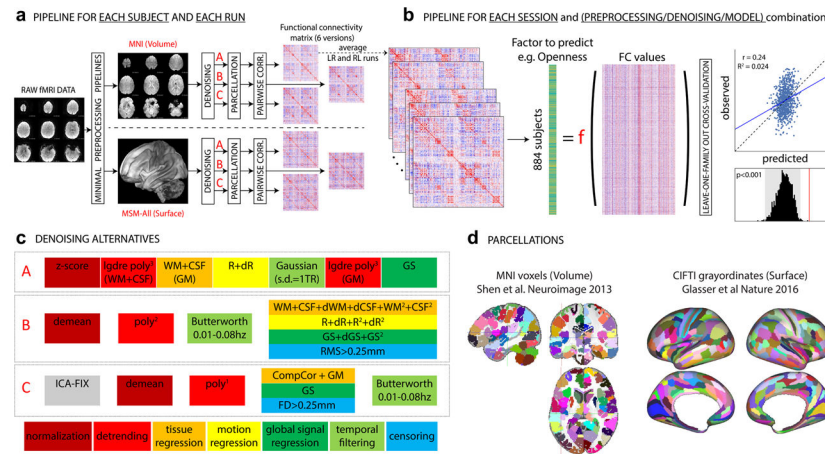 a PIPELINE FOR EACH SUBJECT AND EACH RUN
RAW fMRI DATA
MINIMAL PREPROCESSING PIPELINES
MNI (Volume)
MSM-All (Surface)
DENOISING
A
B
C
PARCELLATION
PAIRWISE CORR.
DENOISING
A
B
C
PARCELLATION
PAIRWISE CORR.
Functional connectivity
matrix (6 versions)
average
LR and RL runs
b PIPELINE FOR EACH SESSION and (PREPROCESSING/DENOISING/MODEL) combination
Factor to predict
e.g. Openness
884 subjects
= f
FC values
LEAVE-ONE-FAMILY OUT CROSS-VALIDATION
r = 0.24
R² = 0.024
observed
predicted
p<0.001
c DENOISING ALTERNATIVES
A
z-score
lgdre poly³
(WM+CSF)
WM+CSF
(GM)
R+dR
Gaussian
(s.d.=1TR)
lgdre poly³
(GM)
GS
B
demean
poly²
Butterworth
0.01-0.08hz
WM+CSF+dWM+dCSF+WM²+CSF²
R+dR+R²+dR²
GS+dGS+GS²
RMS>0.25mm
C
ICA-FIX
demean
poly¹
CompCor + GM
GS
FD>0.25mm
Butterworth
0.01-0.08hz
normalization
detrending
tissue
regression
motion
regression
global signal
regression
temporal
filtering
censoring
d PARCELLATIONS
MNI voxels (Volume)
Shen et al. Neuroimage 2013
CIFTI grayordinates (Surface)
Glasser et al Nature 2016